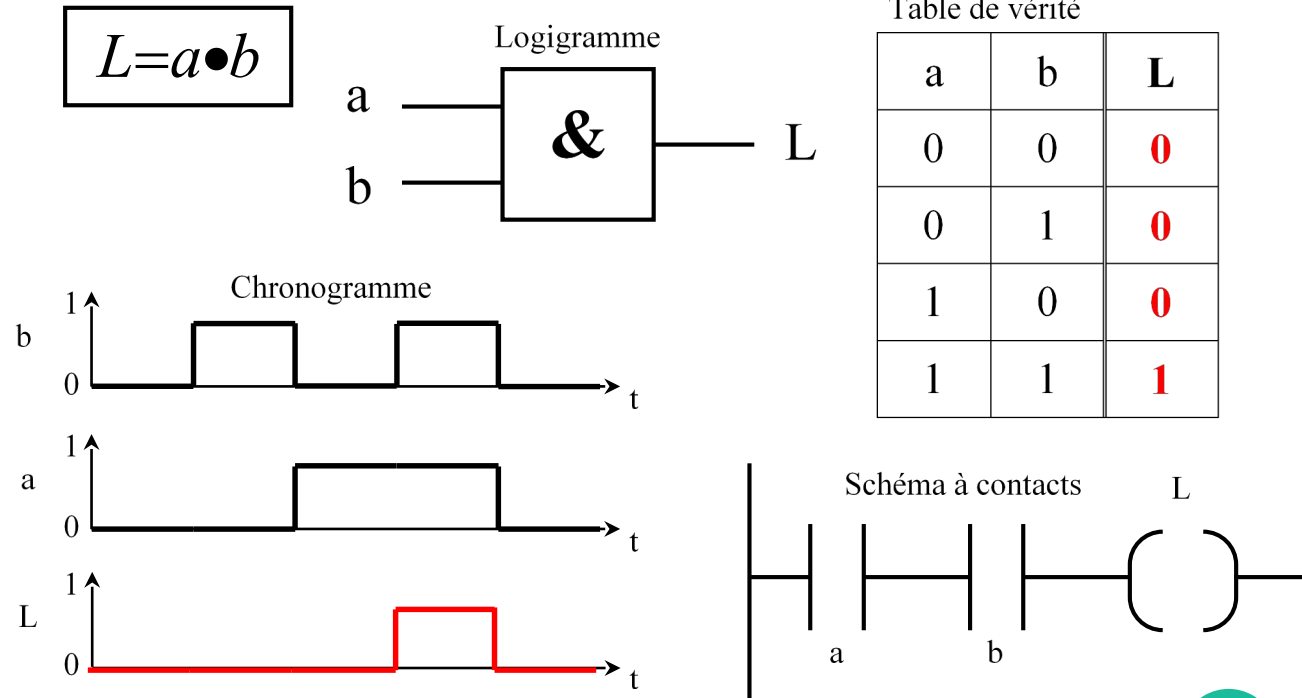 L=a•b
Logigramme
a
b
&
L
Table de vérité
a b L
0 0 0
0 1 0
1 0 0
1 1 1
Chronogramme
1
b
0
t
1
a
0
t
1
L
0
t
Schéma à contacts
L
a
b